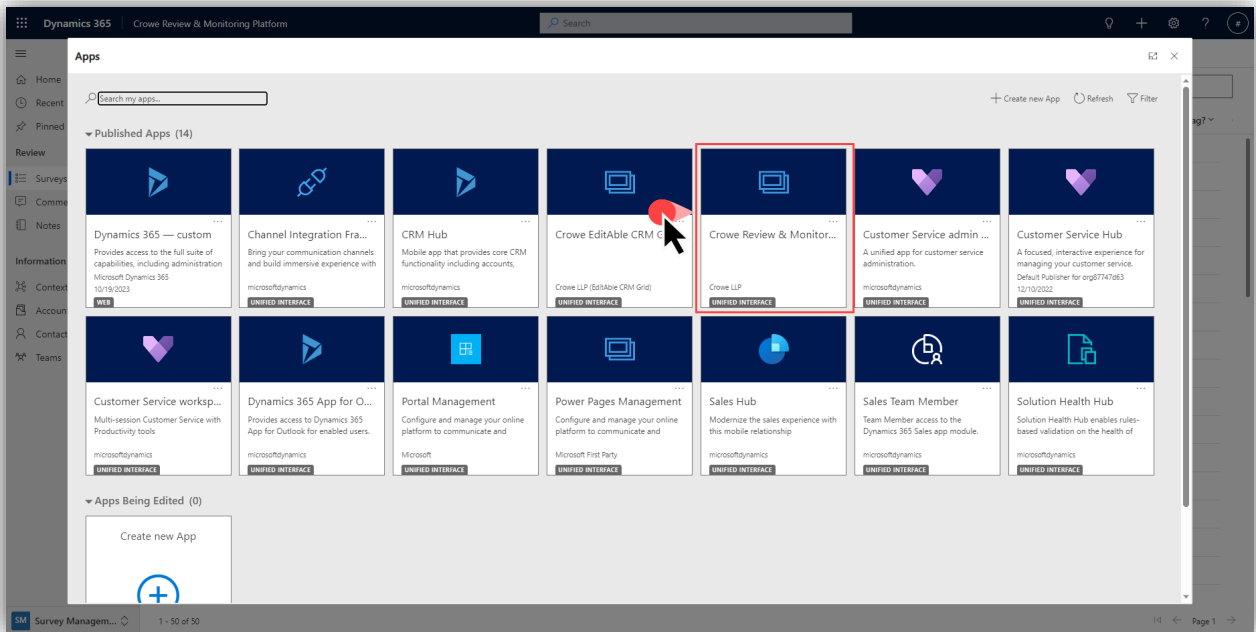 Dynamics 365
Crowe Review & Monitoring Platform
Search
#
Home
Recent
Pinned
Review
Surveys
Comme
Notes
Information
Context
Accoun
Contact
Teams
Apps
Search my apps...
Create new App
Refresh
Filter
ag?
Published Apps (14)
Dynamics 365 — custom
Provides access to the full suite of
capabilities, including administration
Microsoft Dynamics 365
10/19/2023
WEB
Channel Integration Fra...
Bring your communication channels
and build immersive experience with
microsoftdynamics
UNIFIED INTERFACE
CRM Hub
Mobile app that provides core CRM
functionality including accounts,
microsoftdynamics
UNIFIED INTERFACE
Crowe EditAble CRM G
Crowe LLP (EditAble CRM Grid)
UNIFIED INTERFACE
Crowe Review & Monitor...
Crowe LLP
UNIFIED INTERFACE
Customer Service admin ...
A unified app for customer service
administration.
microsoftdynamics
UNIFIED INTERFACE
Customer Service Hub
A focused, interactive experience for
managing your customer service.
Default Publisher for org87747d63
12/10/2022
UNIFIED INTERFACE
Customer Service worksp...
Multi-session Customer Service with
Productivity tools
microsoftdynamics
UNIFIED INTERFACE
Dynamics 365 App for O...
Provides access to Dynamics 365
App for Outlook for enabled users.
microsoftdynamics
UNIFIED INTERFACE
Portal Management
Configure and manage your online
platform to communicate and
Microsoft
UNIFIED INTERFACE
Power Pages Management
Configure and manage your online
platform to communicate and
Microsoft First Party
UNIFIED INTERFACE
Sales Hub
Modernize the sales experience with
this mobile relationship
microsoftdynamics
UNIFIED INTERFACE
Sales Team Member
Team Member access to the
Dynamics 365 Sales app module.
microsoftdynamics
UNIFIED INTERFACE
Solution Health Hub
Solution Health Hub enables rules-
based validation on the health of
microsoftdynamics
UNIFIED INTERFACE
Apps Being Edited (0)
Create new App
SM
Survey Managem...
1 - 50 of 50
Page 1